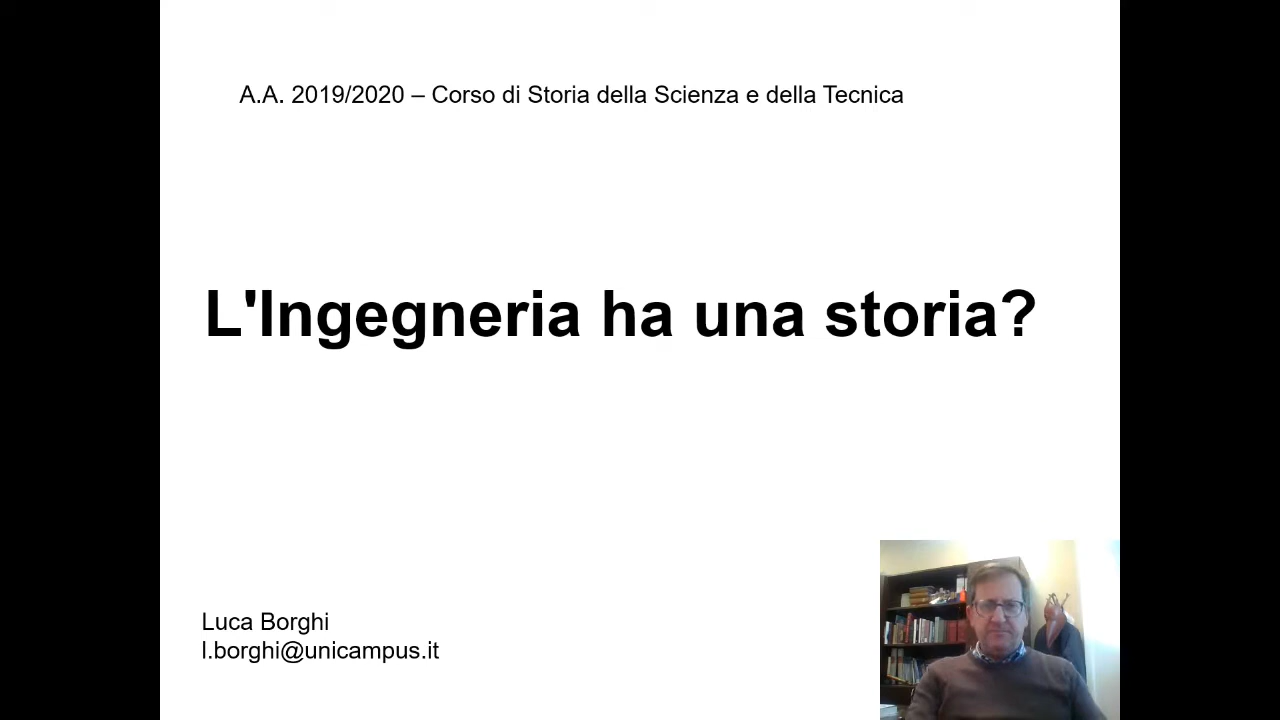 A.A. 2019/2020 – Corso di Storia della Scienza e della Tecnica
L'Ingegneria ha una storia?
Luca Borghi
l.borghi@unicampus.it